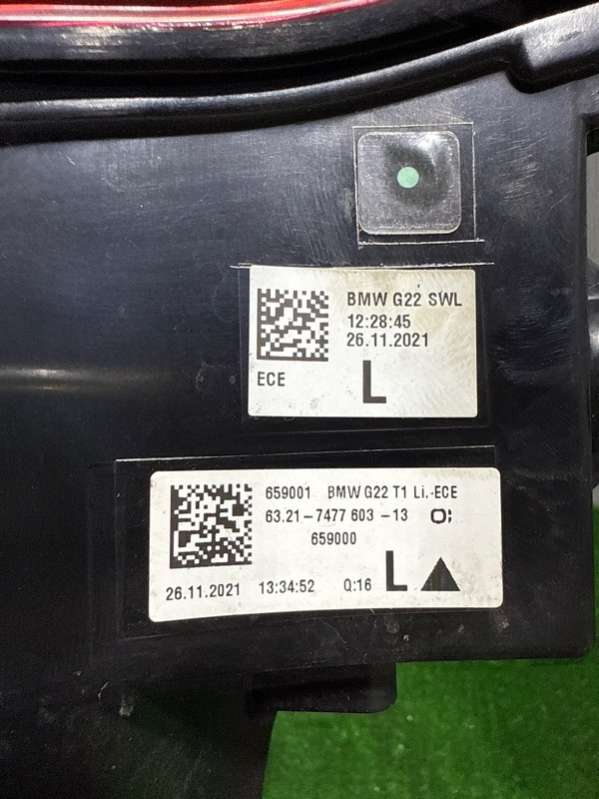 BMW G22 SWL
12:28:45
26.11.2021
ECE L
659001 BMW G22 T1 Li.-ECE
63.21-7477 603-13
659000
26.11.2021 13:34:52 Q:16 L